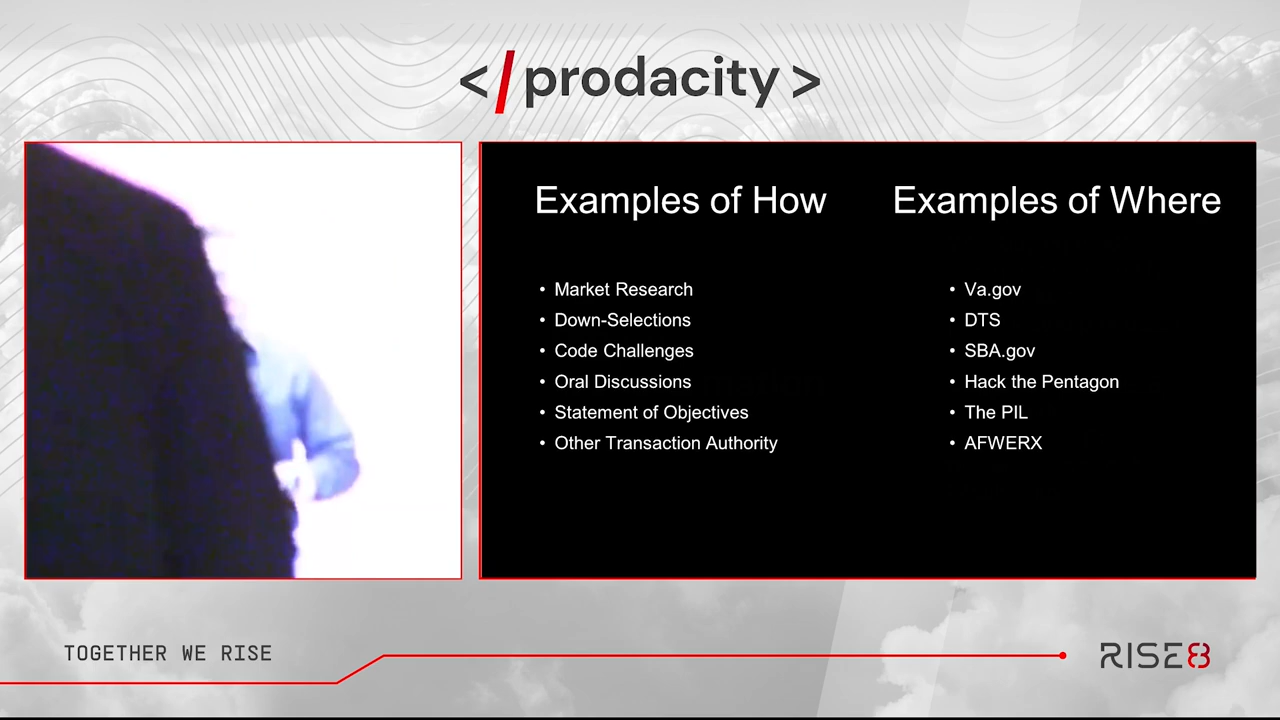 </prodacity>
Examples of How
• Market Research
• Down-Selections
• Code Challenges
• Oral Discussions
• Statement of Objectives
• Other Transaction Authority
Examples of Where
• Va.gov
• DTS
• SBA.gov
• Hack the Pentagon
• The PIL
• AFWERX
TOGETHER WE RISE
RISE8